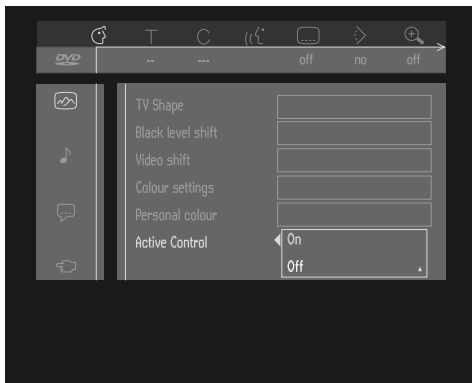 T C
DVD -- --- off no off
TV Shape
Black level shift
Video shift
Colour settings
Personal colour
Active Control On
Off